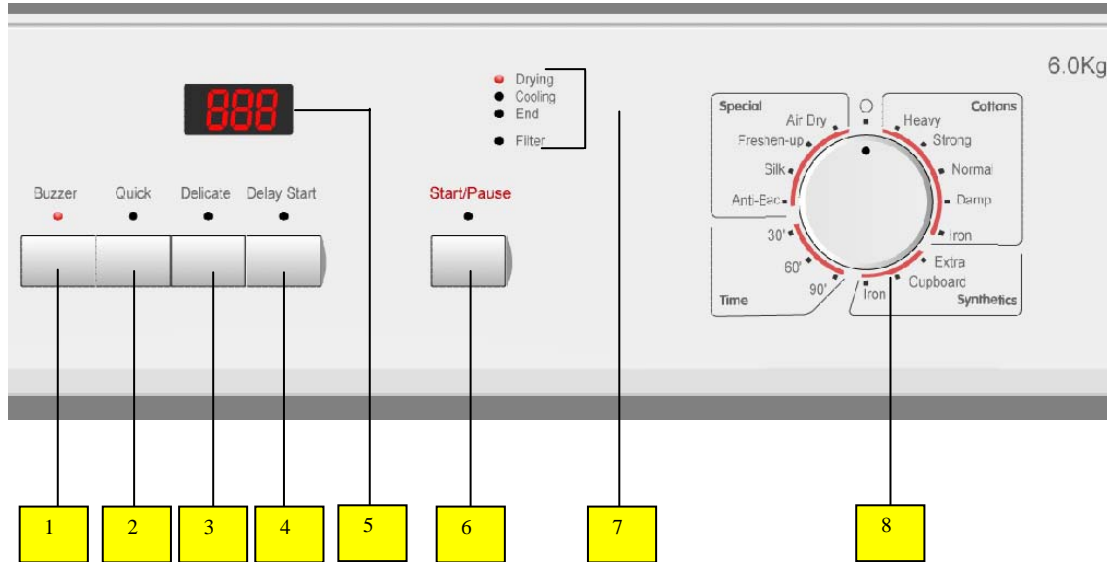 6.0Kg
888
Drying
Cooling
End
Filter
Buzzer
Quick
Delicate
Delay Start
Start/Pause
Special
Air Dry
Freshen-up
Silk
Anti-Bac
Cottons
Heavy
Strong
Normal
Damp
Iron
Time
30'
60'
90'
Extra
Cupboard
Iron
Synthetics
1
2
3
4
5
6
7
8